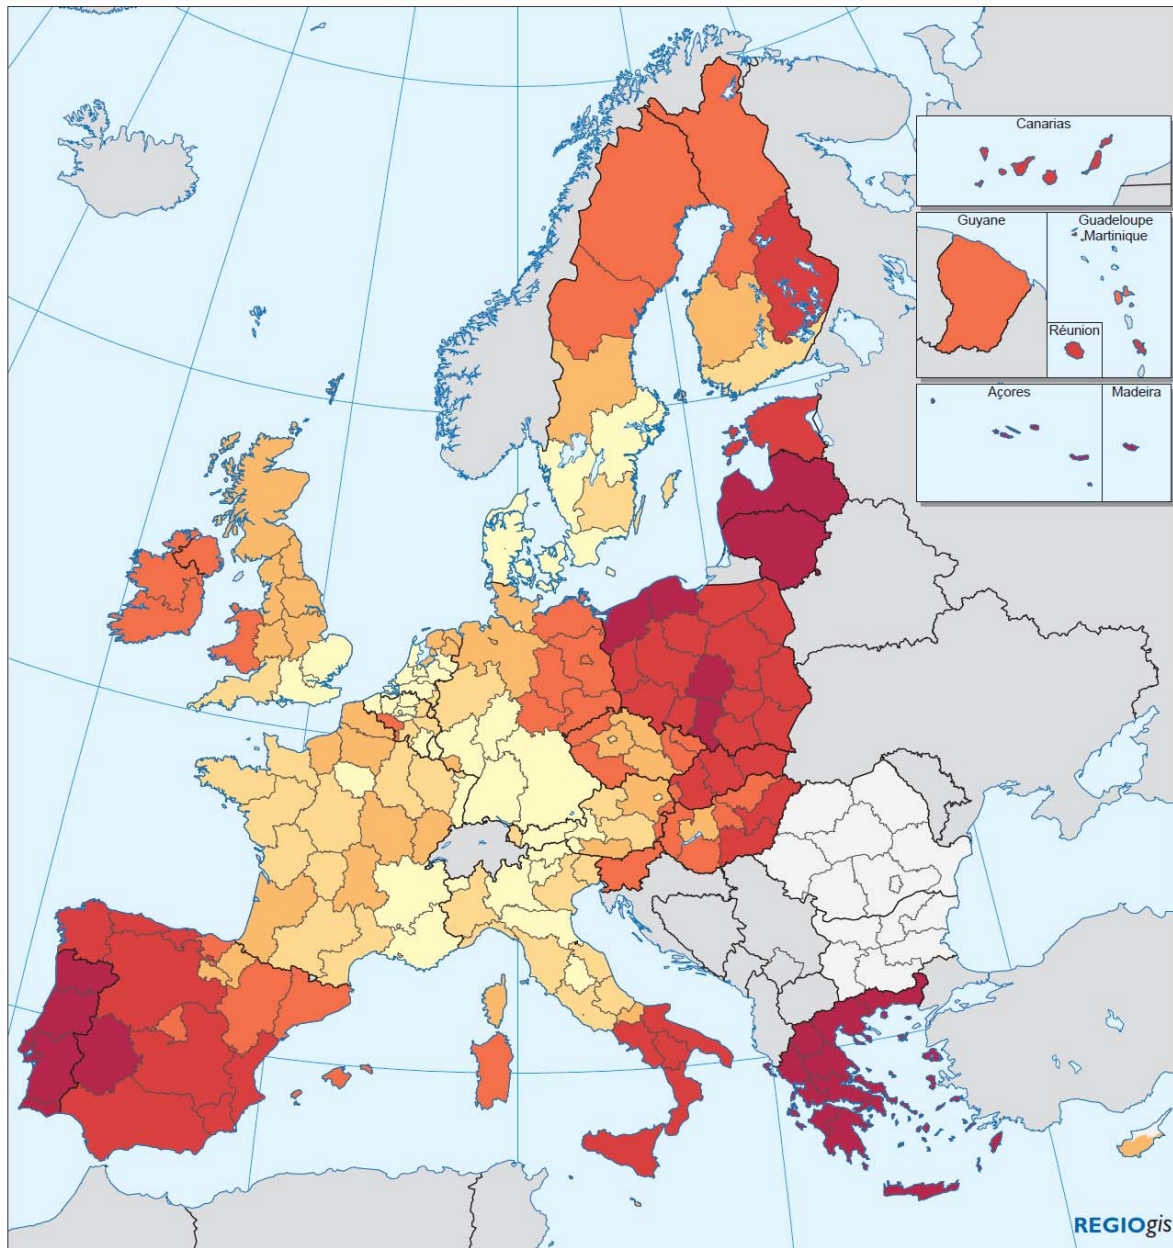 Canarias
Guyane
Guadeloupe
Martinique
Réunion
Açores
Madeira
REGIOgis